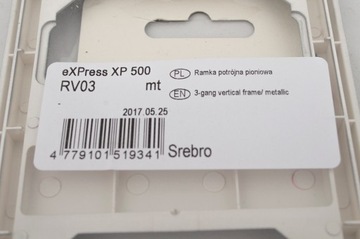 eXPress XP 500
RV03 mt
PL Ramka potrójna pionowa
EN 3-gang vertical frame/ metallic
2017.05.25
4 779101 519341 Srebro